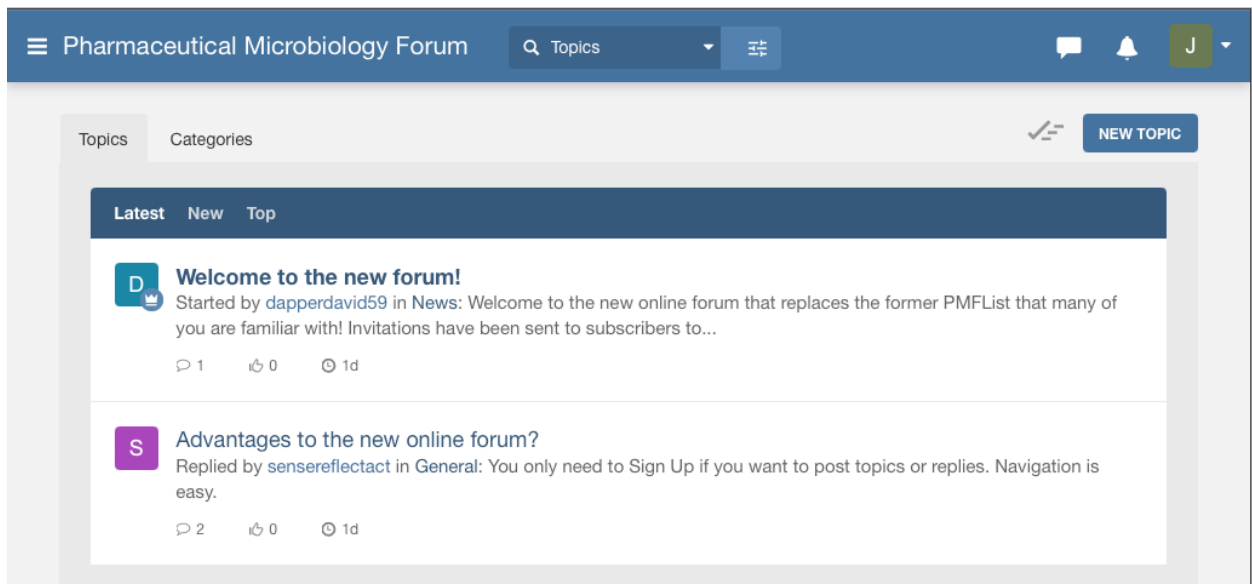 Pharmaceutical Microbiology Forum
Topics
J
Topics
Categories
NEW TOPIC
Latest New Top
D
Welcome to the new forum!
Started by dapperdavid59 in News: Welcome to the new online forum that replaces the former PMFList that many of
you are familiar with! Invitations have been sent to subscribers to...
1 0 1d
S
Advantages to the new online forum?
Replied by sensereflectact in General: You only need to Sign Up if you want to post topics or replies. Navigation is
easy.
2 0 1d